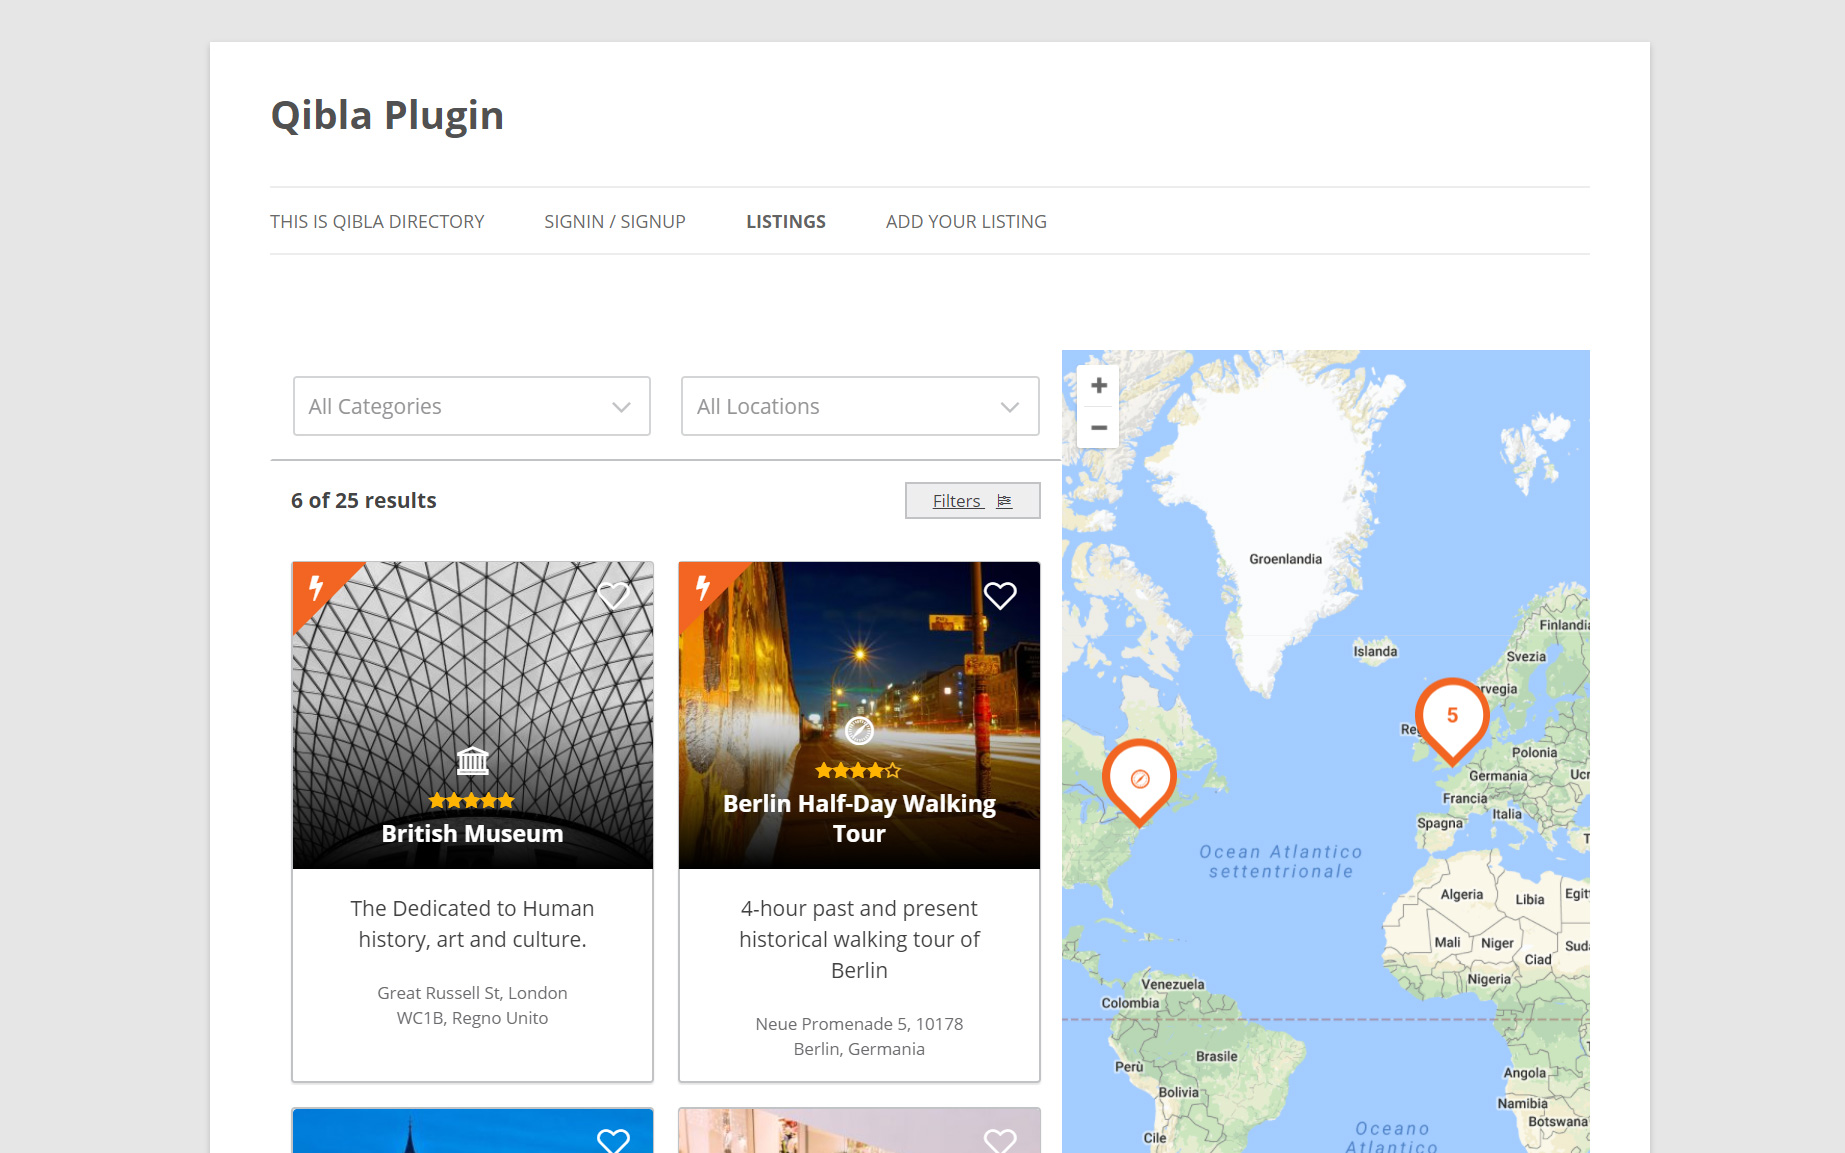 Qibla Plugin
THIS IS QIBLA DIRECTORY
SIGNIN / SIGNUP
LISTINGS
ADD YOUR LISTING
All Categories
All Locations
6 of 25 results
Filters
British Museum
The Dedicated to Human
history, art and culture.
Great Russell St, London
WC1B, Regno Unito
Berlin Half-Day Walking
Tour
4-hour past and present
historical walking tour of
Berlin
Neue Promenade 5, 10178
Berlin, Germania
+
−
Groenlandia
Finlandia
Islanda
Svezia
rvegia
5
Reg
Polonia
Germania
Ucr
Francia
Italia
Spagna
T
Ocean Atlantico
settentrionale
Algeria
Libia
Egitt
Mali
Niger
Suda
Ciad
Nigeria
Venezuela
Colombia
Brasile
Perù
Bolivia
Angola
Namibia
Botswana
Cile
Oceano
Atlantico